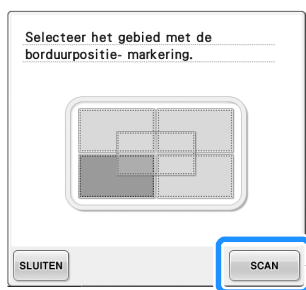 Selecteer het gebied met de
borduurpositie- markering.
SLUITEN
SCAN